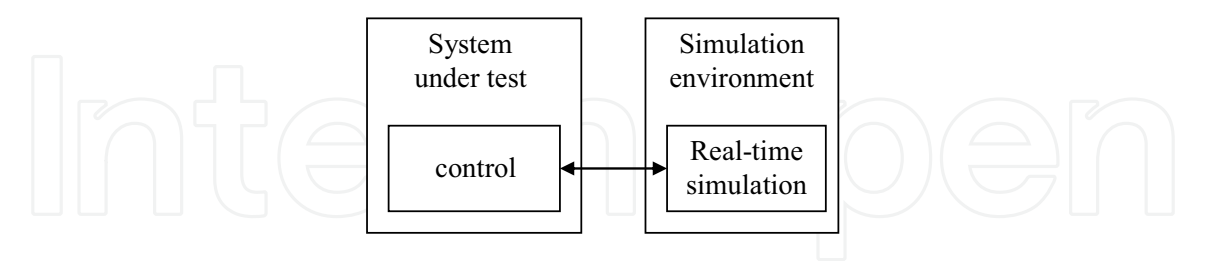 System
under test
control
Simulation
environment
Real-time
simulation